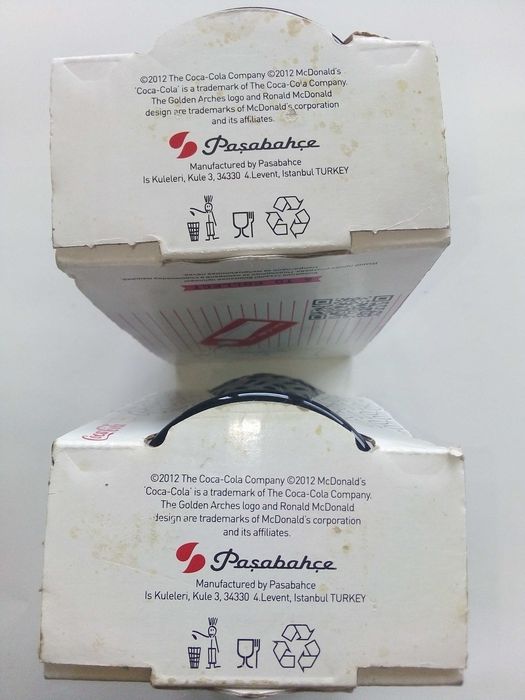 ©2012 The Coca-Cola Company ©2012 McDonald's
'Coca-Cola' is a trademark of The Coca-Cola Company.
The Golden Arches logo and Ronald McDonald
design are trademarks of McDonald's corporation
and its affiliates.
Paşabahçe
Manufactured by Pasabahce
Is Kuleleri, Kule 3, 34330 4.Levent, Istanbul TURKEY
Coca-Cola
©2012 The Coca-Cola Company ©2012 McDonald's
'Coca-Cola' is a trademark of The Coca-Cola Company.
The Golden Arches logo and Ronald McDonald
design are trademarks of McDonald's corporation
and its affiliates.
Paşabahçe
Manufactured by Pasabahce
Is Kuleleri, Kule 3, 34330 4.Levent, Istanbul TURKEY